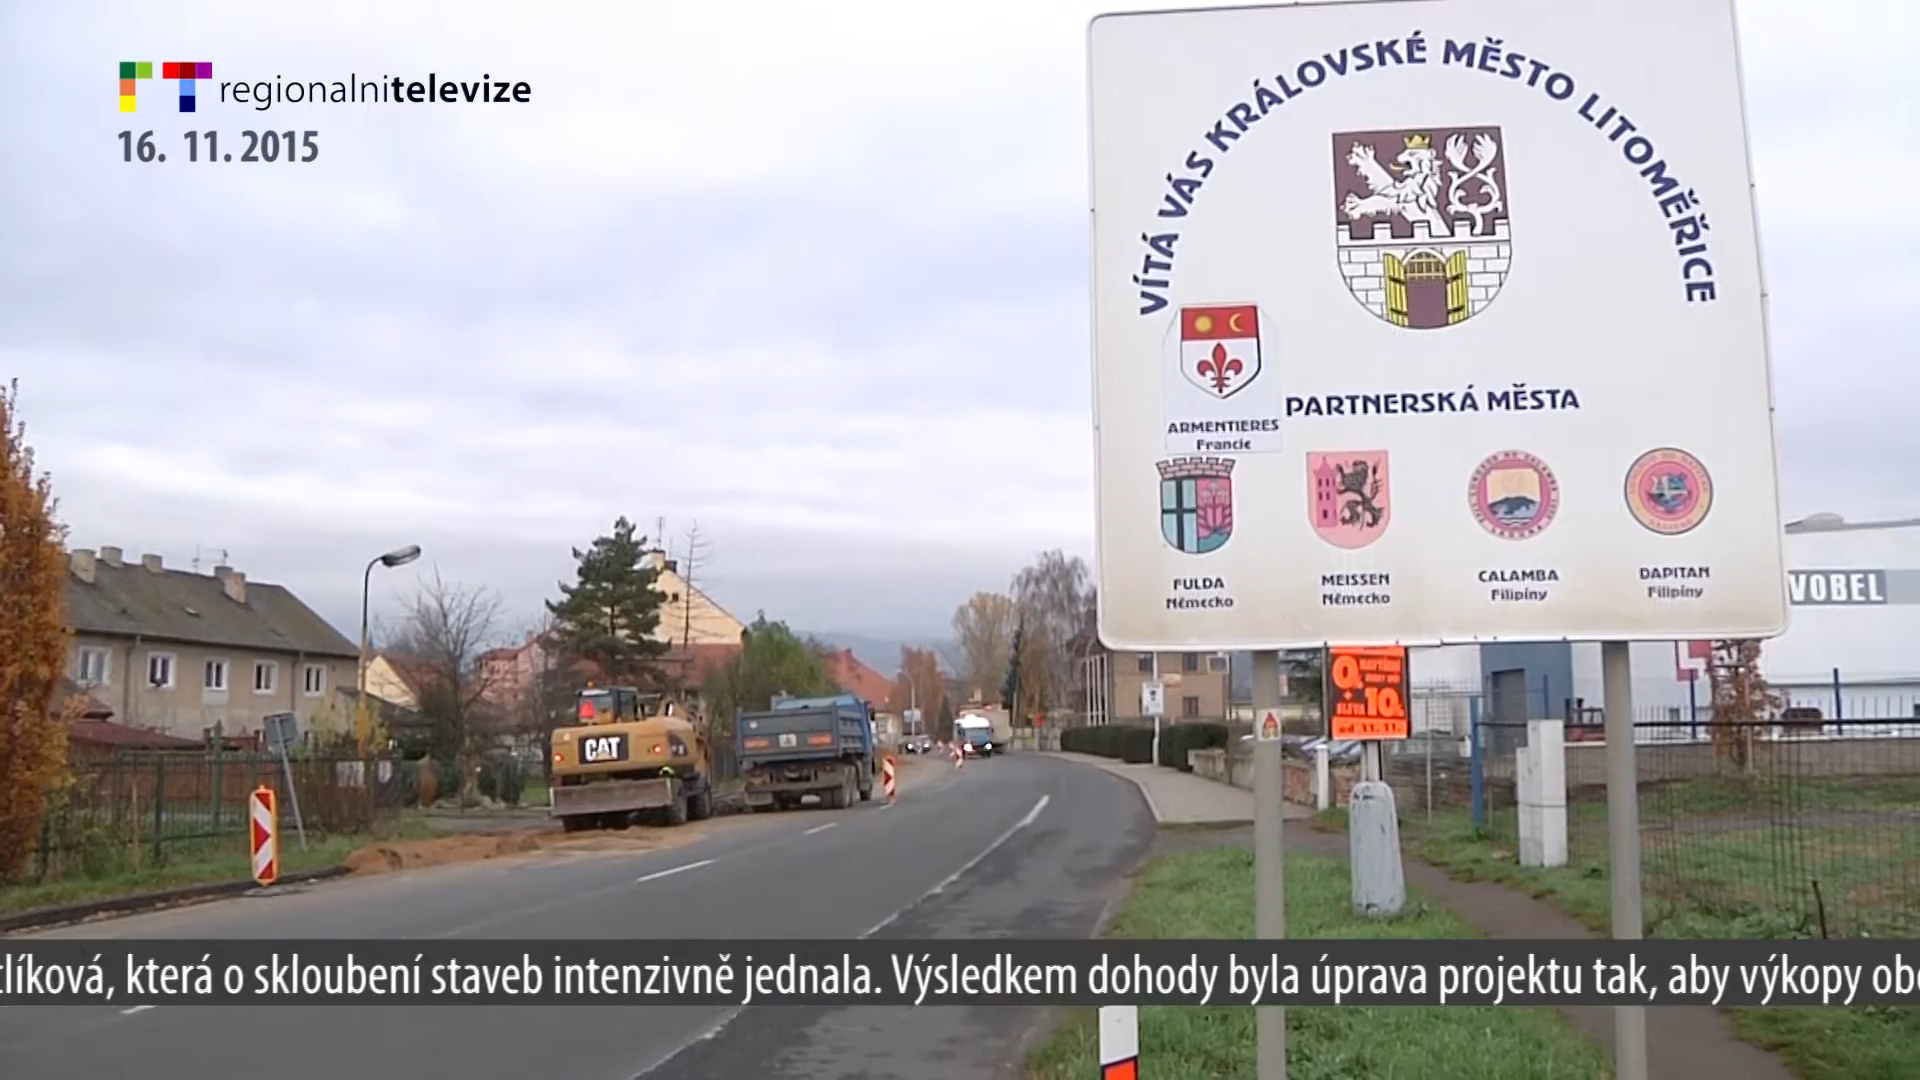 regionalnitelevize
16. 11. 2015
VÍTÁ VÁS KRÁLOVSKÉ MĚSTO LITOMĚŘICE
PARTNERSKÁ MĚSTA
ARMENTIERES
Francie
FULDA
Německo
MEISSEN
Německo
CALAMBA
Filipíny
DAPITAN
Filipíny
VOBEL
CAT
SLEVA 10
tlíková, která o skloubení staveb intenzivně jednala. Výsledkem dohody byla úprava projektu tak, aby výkopy obo